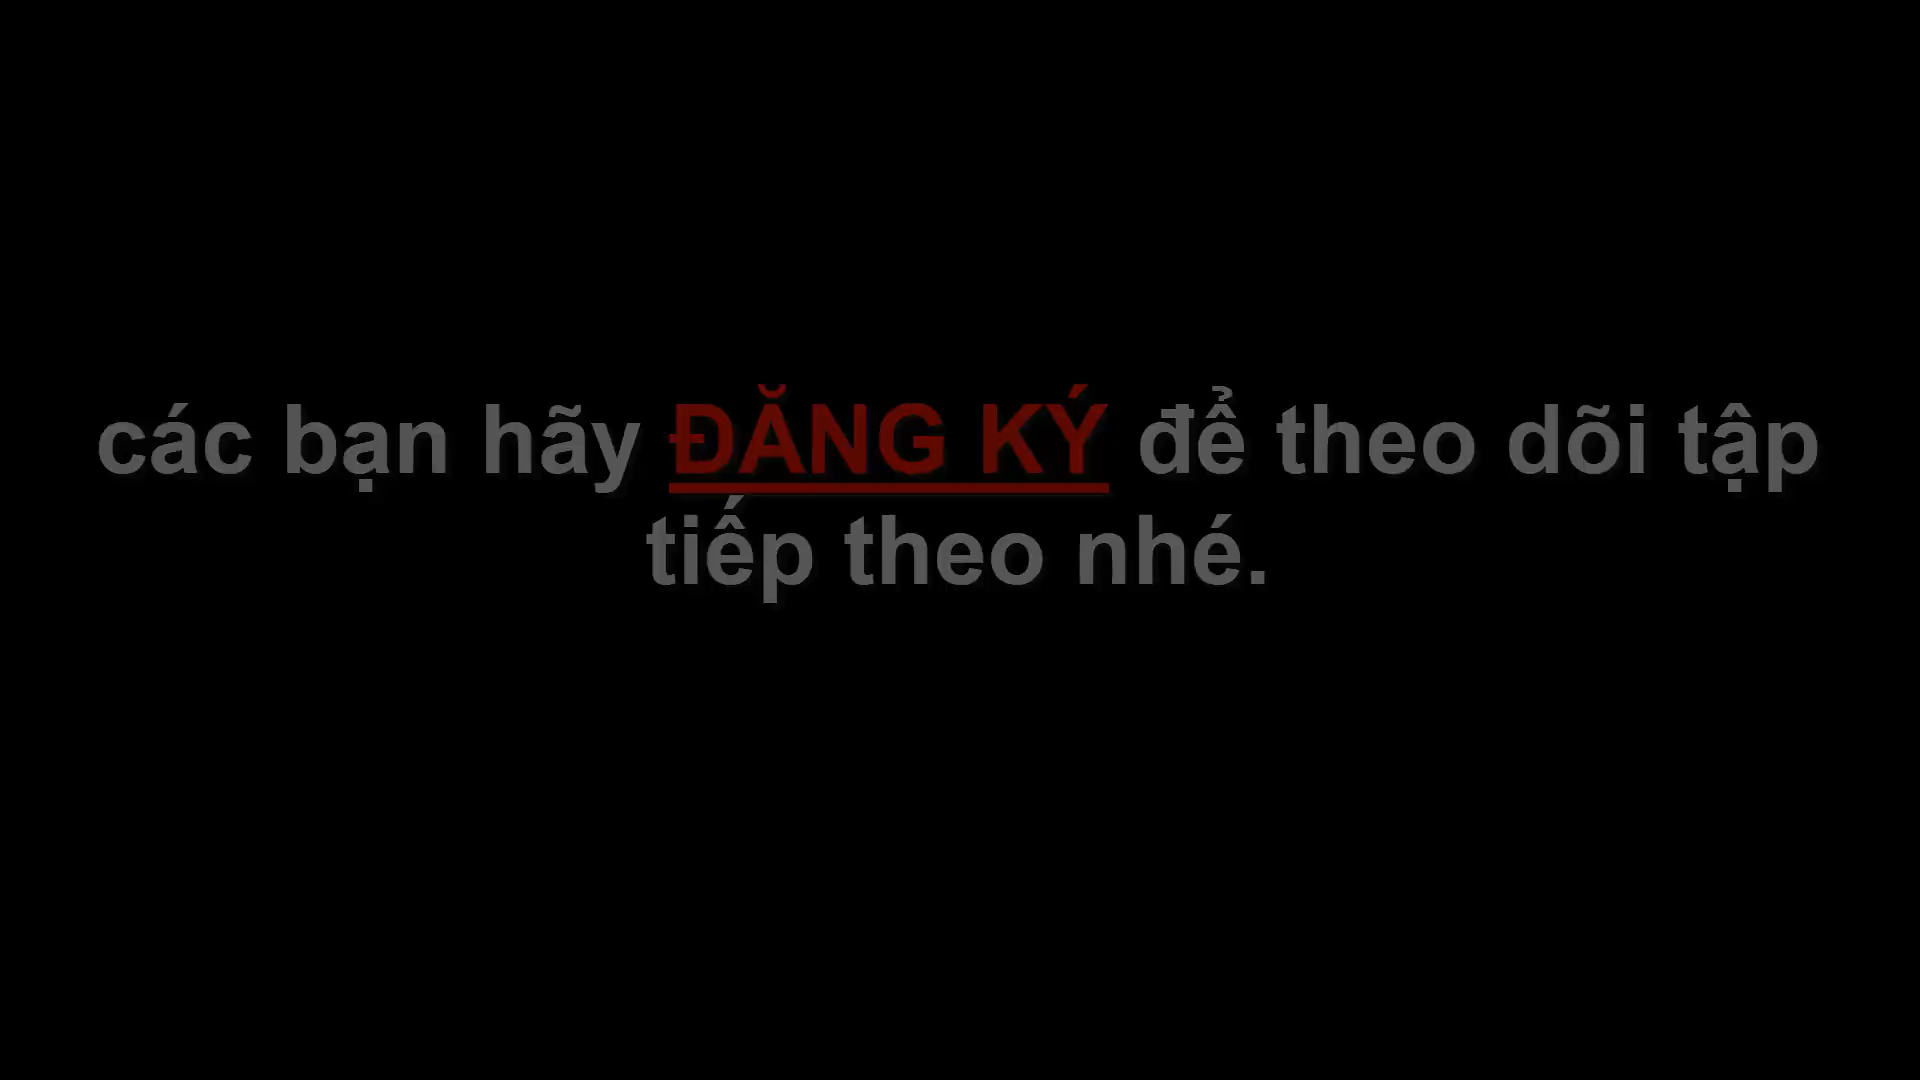 các bạn hãy ĐĂNG KÝ để theo dõi tập
tiếp theo nhé.